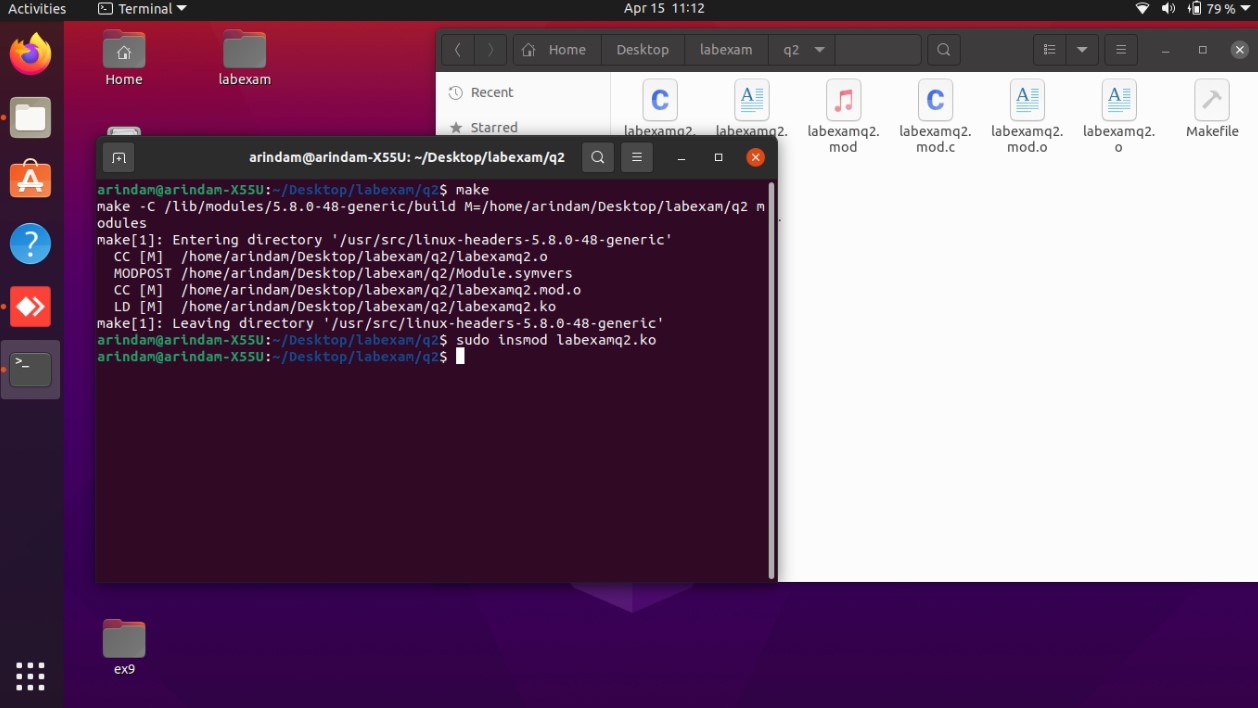 Activities
Terminal
Apr 15 11:12
79 %
Home
labexam
Home
Desktop
labexam
q2
Recent
Starred
labexamq2.
labexamq2.
labexamq2.
mod
labexamq2.
mod.c
labexamq2.
mod.o
labexamq2.
o
Makefile
arindam@arindam-X55U: ~/Desktop/labexam/q2
arindam@arindam-X55U:~/Desktop/labexam/q2$ make
make -C /lib/modules/5.8.0-48-generic/build M=/home/arindam/Desktop/labexam/q2 m
odules
make[1]: Entering directory '/usr/src/linux-headers-5.8.0-48-generic'
CC [M]  /home/arindam/Desktop/labexam/q2/labexamq2.o
MODPOST /home/arindam/Desktop/labexam/q2/Module.symvers
CC [M]  /home/arindam/Desktop/labexam/q2/labexamq2.mod.o
LD [M]  /home/arindam/Desktop/labexam/q2/labexamq2.ko
make[1]: Leaving directory '/usr/src/linux-headers-5.8.0-48-generic'
arindam@arindam-X55U:~/Desktop/labexam/q2$ sudo insmod labexamq2.ko
arindam@arindam-X55U:~/Desktop/labexam/q2$
ex9